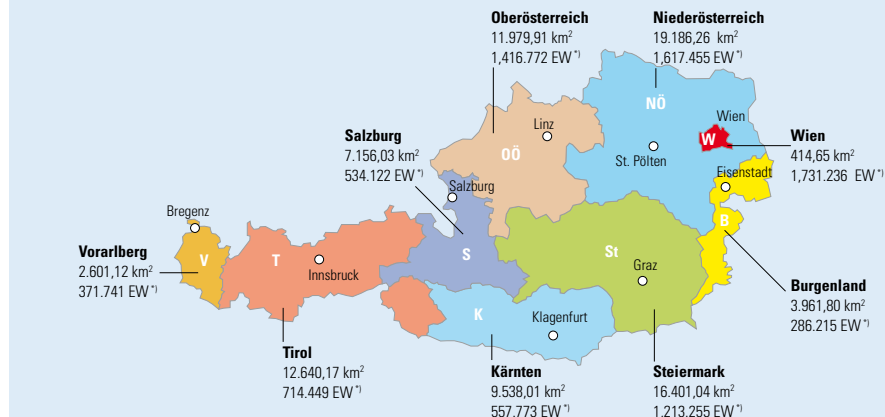 Oberösterreich
11.979,91 km²
1,416.772 EW *)
Niederösterreich
19.186,26 km²
1,617.455 EW *)
NÖ
Wien
W
Linz
OÖ
St. Pölten
Wien
414,65 km²
1,731.236 EW *)
Salzburg
7.156,03 km²
534.122 EW *)
Salzburg
Eisenstadt
B
Bregenz
Vorarlberg
2.601,12 km²
371.741 EW *)
V
T
Innsbruck
S
St
Graz
Burgenland
3.961,80 km²
286.215 EW *)
K
Klagenfurt
Tirol
12.640,17 km²
714.449 EW *)
Kärnten
9.538,01 km²
557.773 EW *)
Steiermark
16.401,04 km²
1,213.255 EW *)